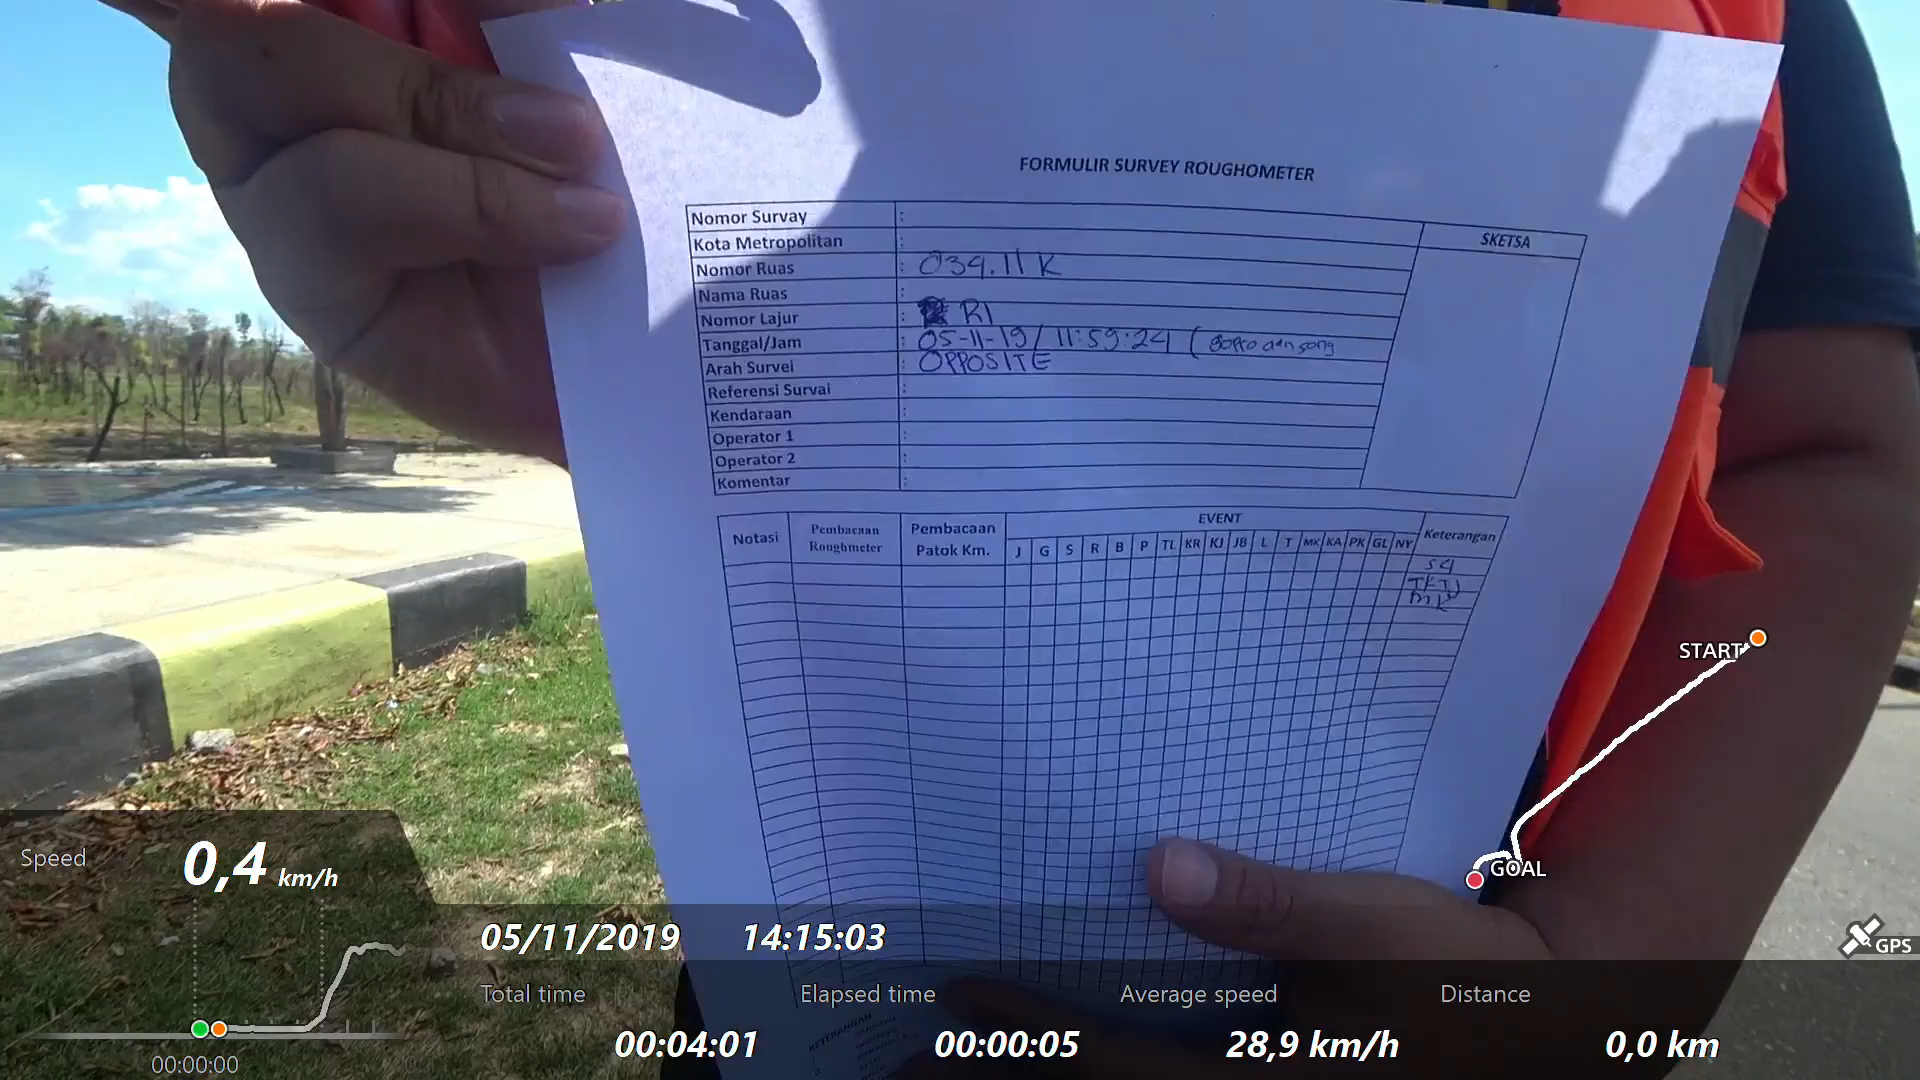 FORMULIR SURVEY ROUGHOMETER
Nomor Survay :
Kota Metropolitan :
Nomor Ruas : 034.11 K
Nama Ruas :
Nomor Lajur : R1
Tanggal/Jam : 05-11-19 / 11:59:24 (
Arah Survei : OPPOSITE
Referensi Survai :
Kendaraan :
Operator 1 :
Operator 2 :
Komentar :
SKETSA
Notasi Pembacaan Roughmeter Pembacaan Patok Km. EVENT Keterangan
J G S R B P TL KR KJ JB L T MK KA PK GL NY
S4
MK
START
GOAL
Speed 0,4 km/h
05/11/2019 14:15:03
GPS
Total time Elapsed time Average speed Distance
00:04:01 00:00:05 28,9 km/h 0,0 km
00:00:00
KETERANGAN